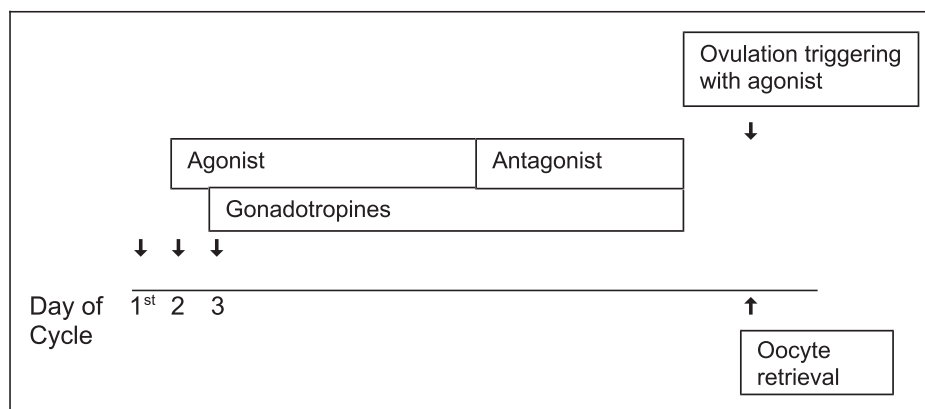 Ovulation triggering
with agonist
Agonist
Antagonist
Gonadotropines
Day of
Cycle
1st 2 3
Oocyte
retrieval